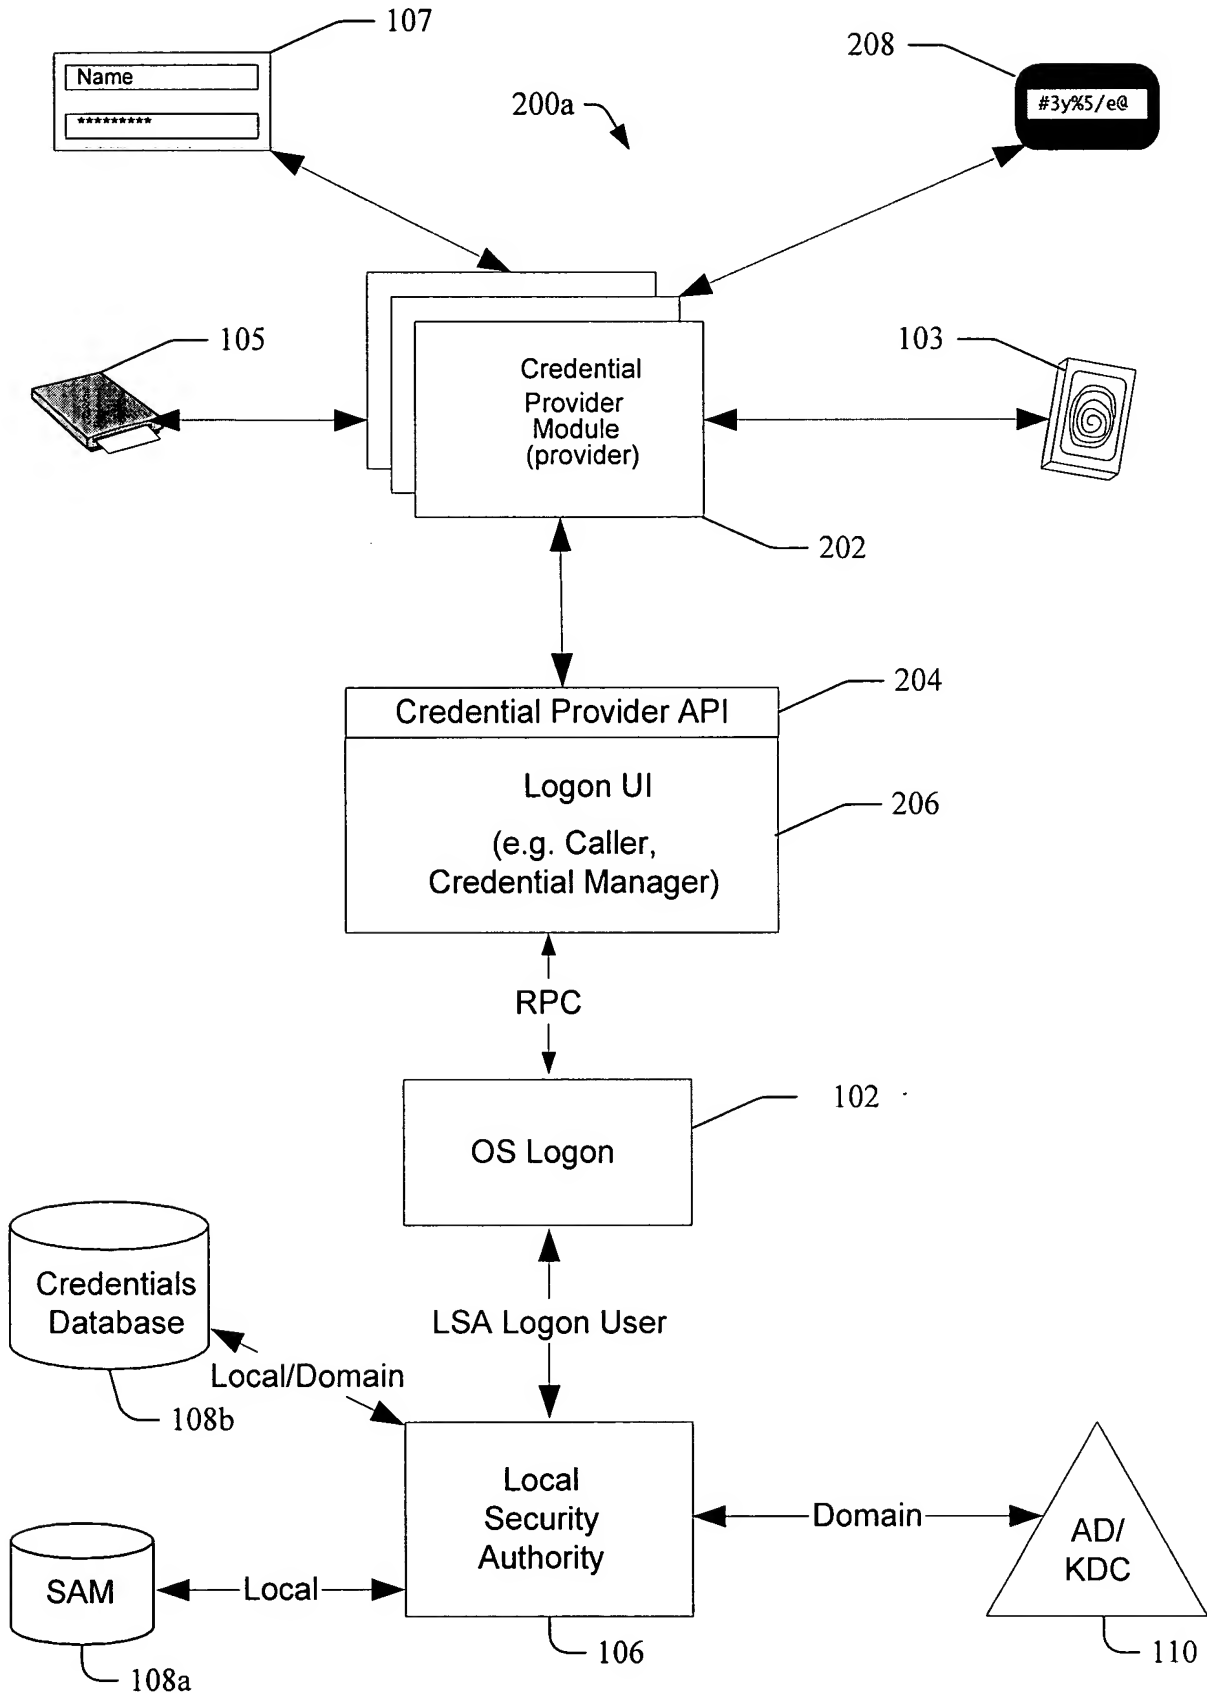 107
Name
*********
200a
208
#3y%5/e@
105
103
Credential
Provider
Module
(provider)
202
204
Credential Provider API
Logon UI
(e.g. Caller,
Credential Manager)
206
RPC
102
OS Logon
Credentials
Database
LSA Logon User
Local/Domain
108b
Local
Security
Authority
Domain
AD/
KDC
SAM
Local
106
110
108a